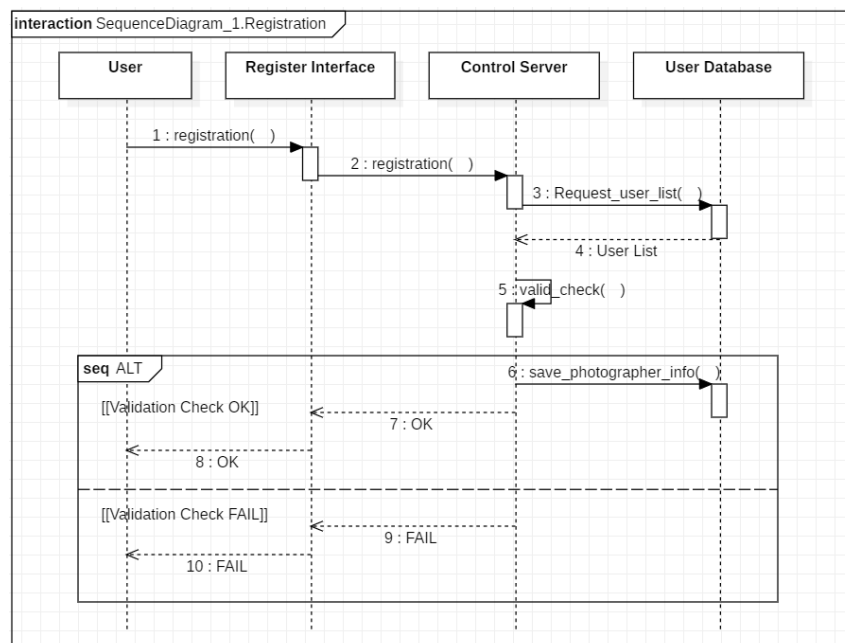 interaction SequenceDiagram_1.Registration
User
Register Interface
Control Server
User Database
1 : registration( )
2 : registration( )
3 : Request_user_list( )
4 : User List
5 : valid_check( )
seq ALT
6 : save_photographer_info( )
[[Validation Check OK]]
7 : OK
8 : OK
[[Validation Check FAIL]]
9 : FAIL
10 : FAIL